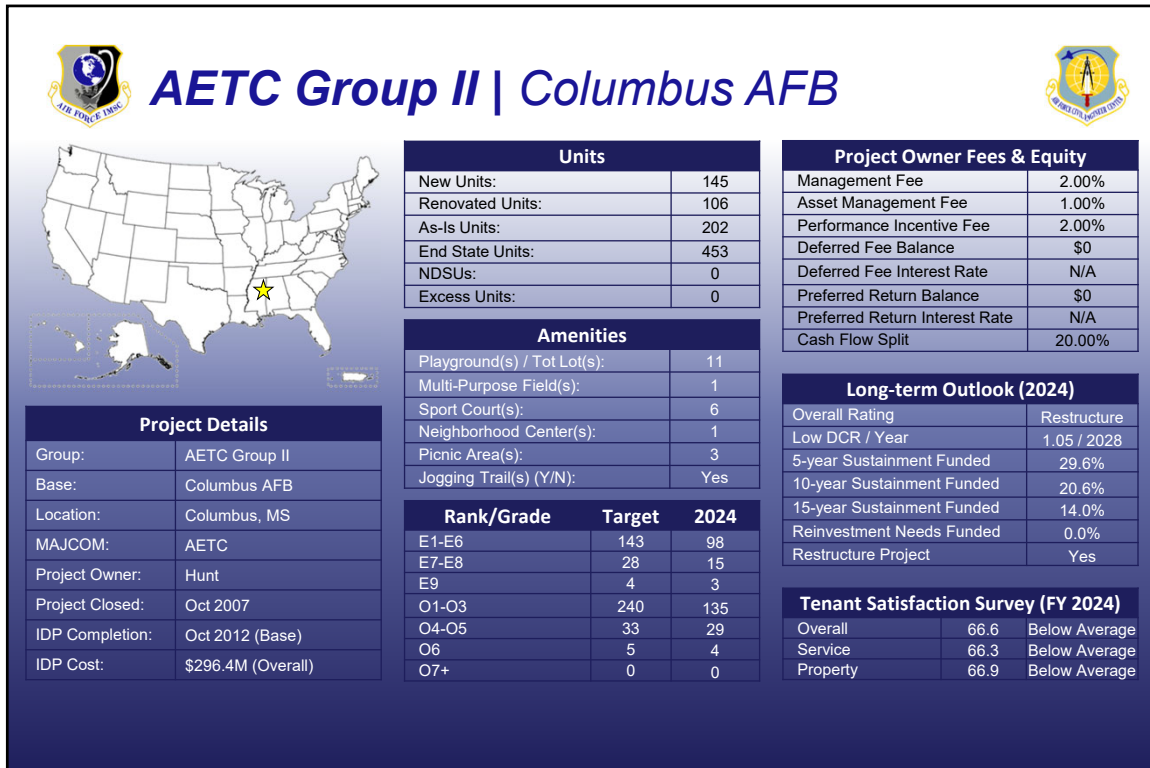 AETC Group II | Columbus AFB
AIR FORCE IMSC
AIR FORCE CIVIL ENGINEER CENTER
Project Details
Group: AETC Group II
Base: Columbus AFB
Location: Columbus, MS
MAJCOM: AETC
Project Owner: Hunt
Project Closed: Oct 2007
IDP Completion: Oct 2012 (Base)
IDP Cost: $296.4M (Overall)
Units
New Units: 145
Renovated Units: 106
As-Is Units: 202
End State Units: 453
NDSUs: 0
Excess Units: 0
Amenities
Playground(s) / Tot Lot(s): 11
Multi-Purpose Field(s): 1
Sport Court(s): 6
Neighborhood Center(s): 1
Picnic Area(s): 3
Jogging Trail(s) (Y/N): Yes
Rank/Grade Target 2024
E1-E6 143 98
E7-E8 28 15
E9 4 3
O1-O3 240 135
O4-O5 33 29
O6 5 4
O7+ 0 0
Project Owner Fees & Equity
Management Fee 2.00%
Asset Management Fee 1.00%
Performance Incentive Fee 2.00%
Deferred Fee Balance $0
Deferred Fee Interest Rate N/A
Preferred Return Balance $0
Preferred Return Interest Rate N/A
Cash Flow Split 20.00%
Long-term Outlook (2024)
Overall Rating Restructure
Low DCR / Year 1.05 / 2028
5-year Sustainment Funded 29.6%
10-year Sustainment Funded 20.6%
15-year Sustainment Funded 14.0%
Reinvestment Needs Funded 0.0%
Restructure Project Yes
Tenant Satisfaction Survey (FY 2024)
Overall 66.6 Below Average
Service 66.3 Below Average
Property 66.9 Below Average